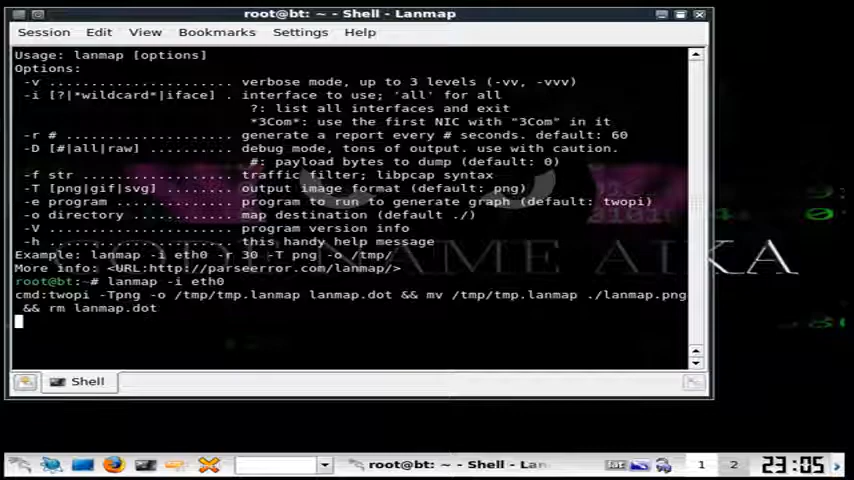 root@bt: ~ - Shell - Lanmap
Session Edit View Bookmarks Settings Help
Usage: lanmap [options]
Options:
-v ..................... verbose mode, up to 3 levels (-vv, -vvv)
-i [?|*wildcard*|iface] . interface to use; 'all' for all
?: list all interfaces and exit
*3Com*: use the first NIC with "3Com" in it
-r # ................... generate a report every # seconds. default: 60
-D [#|all|raw] .......... debug mode, tons of output. use with caution.
#: payload bytes to dump (default: 0)
-f str .................. traffic filter; libpcap syntax
-T [png|gif|svg] ........ output image format (default: png)
-e program .............. program to run to generate graph (default: twopi)
-o directory ............ map destination (default ./)
-V ..................... program version info
-h ..................... this handy help message
Example: lanmap -i eth0 -r 30 -T png -o /tmp/
More info: <URL:http://parseerror.com/lanmap/>
root@bt:~# lanmap -i eth0
cmd:twopi -Tpng -o /tmp/tmp.lanmap lanmap.dot && mv /tmp/tmp.lanmap ./lanmap.png
&& rm lanmap.dot
CODE NAME AIKA
Shell
root@bt: ~ - Shell - Lan
1 2 23:05